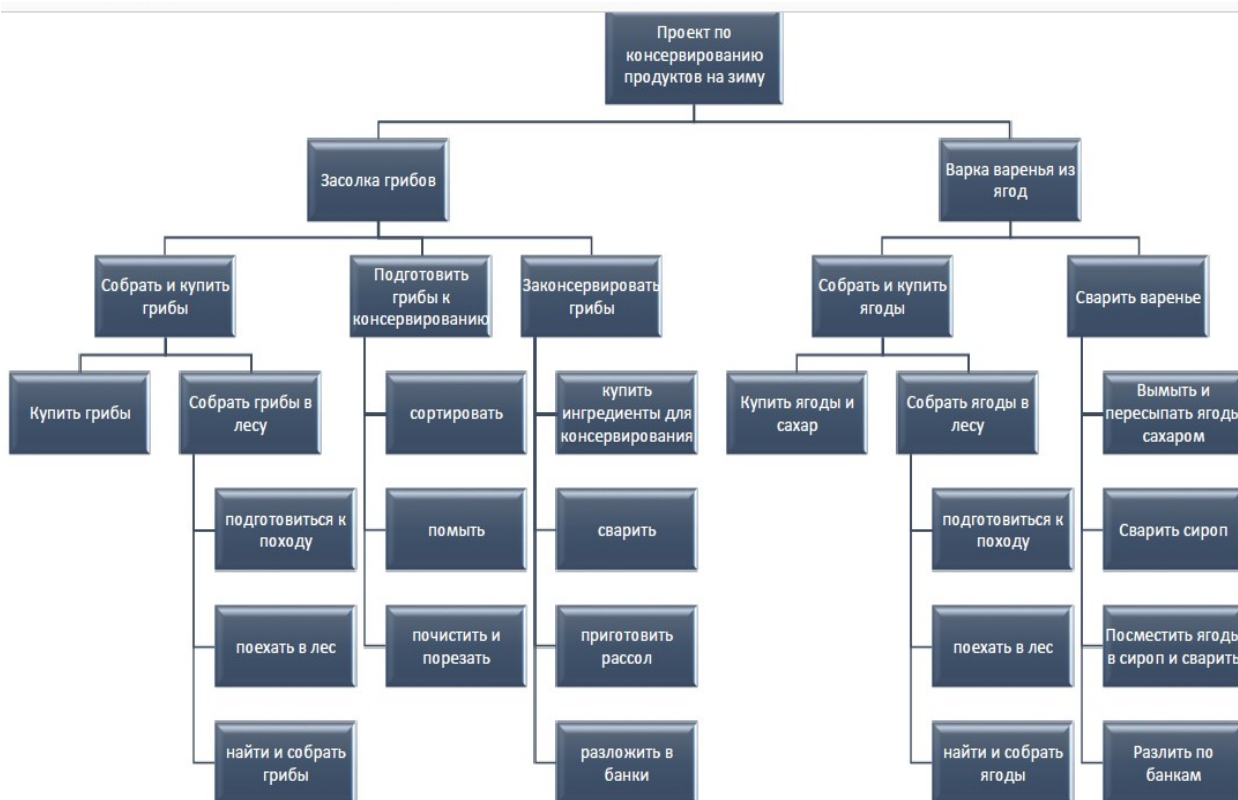 Проект по
консервированию
продуктов на зиму
Засолка грибов
Варка варенья из
ягод
Собрать и купить
грибы
Подготовить
грибы к
консервированию
Законсервировать
грибы
Собрать и купить
ягоды
Сварить варенье
Купить грибы
Собрать грибы в
лесу
сортировать
купить
ингредиенты для
консервирования
Купить ягоды и
сахар
Собрать ягоды в
лесу
Вымыть и
пересыпать ягоды
сахаром
подготовиться к
походу
помыть
сварить
подготовиться к
походу
Сварить сироп
поехать в лес
почистить и
порезать
приготовить
рассол
поехать в лес
Посместить ягоды
в сироп и сварить
найти и собрать
грибы
разложить в
банки
найти и собрать
ягоды
Разлить по
банкам